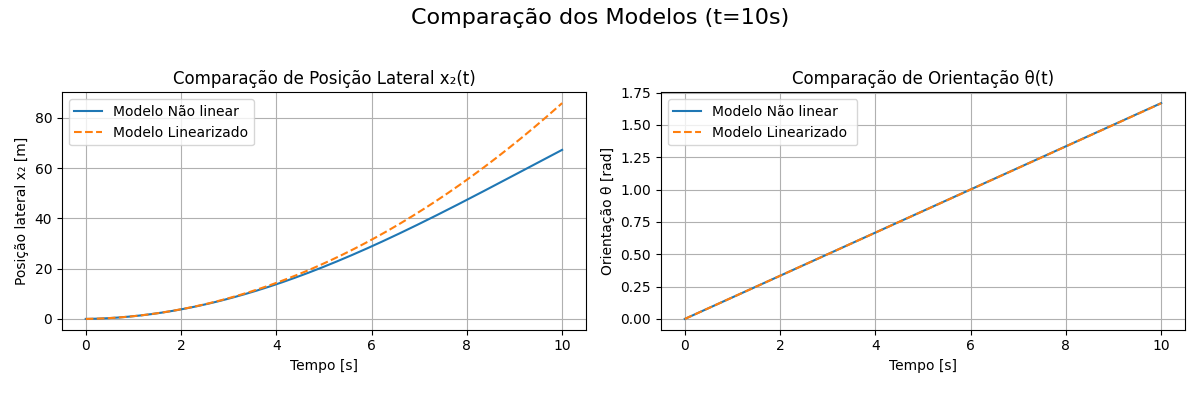 Comparação dos Modelos (t=10s)
Comparação de Posição Lateral x₂(t)
Modelo Não linear
Modelo Linearizado
Posição lateral x₂ [m]
80
60
40
20
0
0 2 4 6 8 10
Tempo [s]
Comparação de Orientação θ(t)
Modelo Não linear
Modelo Linearizado
Orientação θ [rad]
1.75
1.50
1.25
1.00
0.75
0.50
0.25
0.00
0 2 4 6 8 10
Tempo [s]